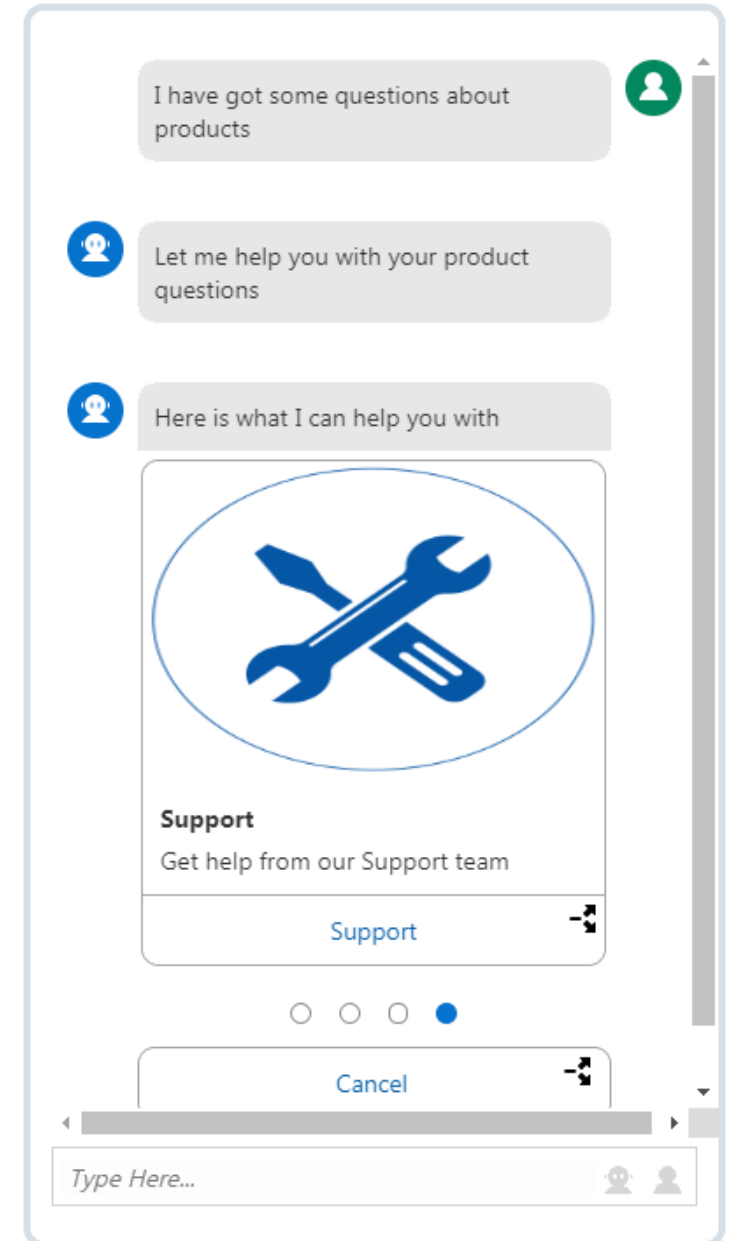 I have got some questions about
products
Let me help you with your product
questions
Here is what I can help you with
Support
Get help from our Support team
Support
Cancel
Type Here...